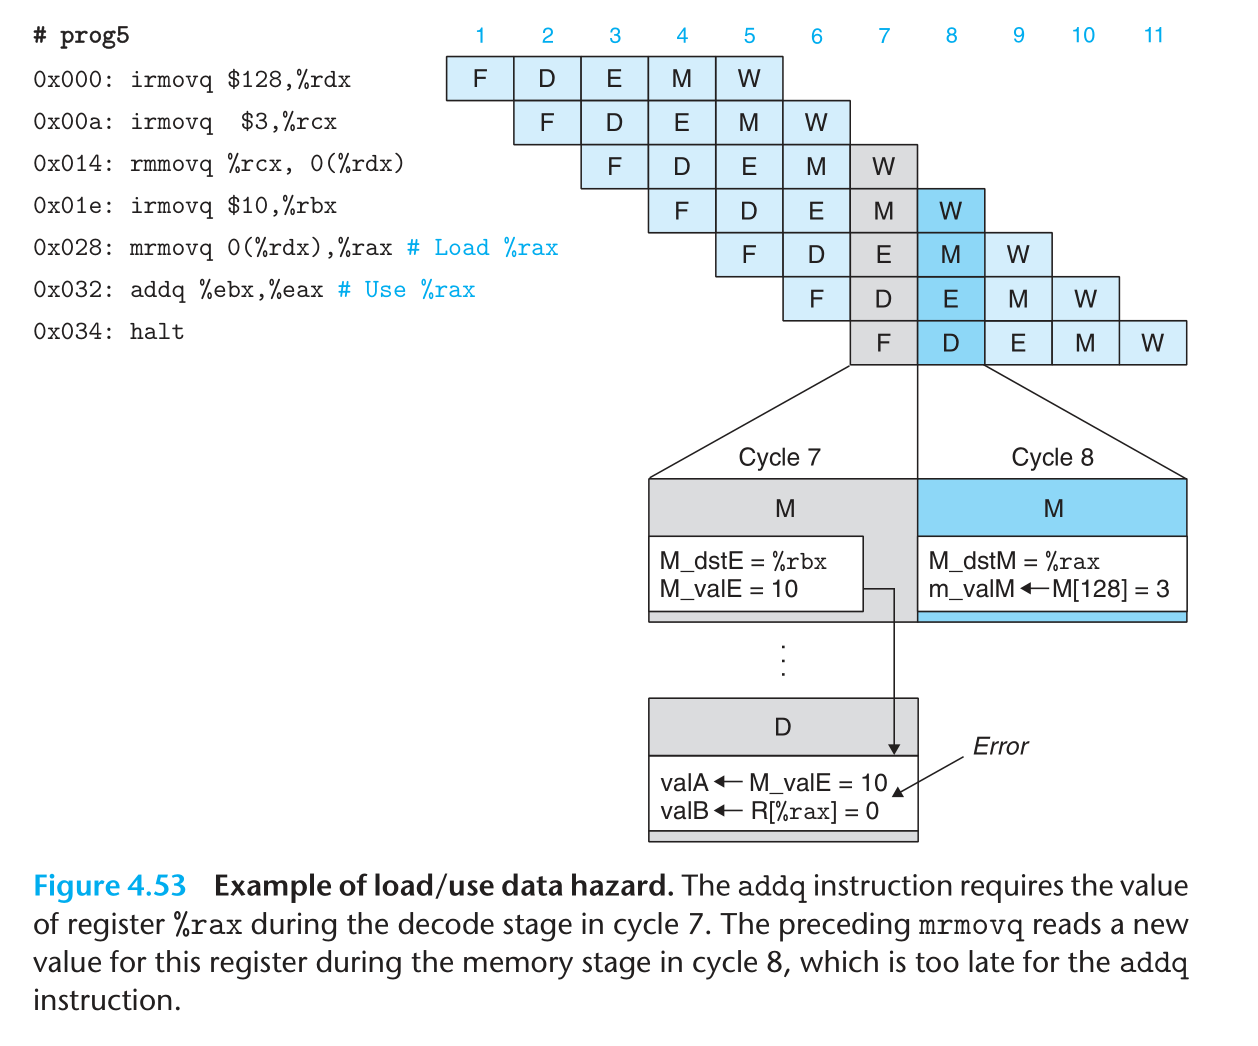 # prog5
1 2 3 4 5 6 7 8 9 10 11
0x000: irmovq $128,%rdx F D E M W
0x00a: irmovq  $3,%rcx F D E M W
0x014: rmmovq %rcx, 0(%rdx) F D E M W
0x01e: irmovq $10,%rbx F D E M W
0x028: mrmovq 0(%rdx),%rax # Load %rax F D E M W
0x032: addq %ebx,%eax # Use %rax F D E M W
0x034: halt F D E M W
Cycle 7
M
M_dstE = %rbx
M_valE = 10
Cycle 8
M
M_dstM = %rax
m_valM ← M[128] = 3
D
valA ← M_valE = 10
valB ← R[%rax] = 0
Error
Figure 4.53 Example of load/use data hazard. The addq instruction requires the value
of register %rax during the decode stage in cycle 7. The preceding mrmovq reads a new
value for this register during the memory stage in cycle 8, which is too late for the addq
instruction.